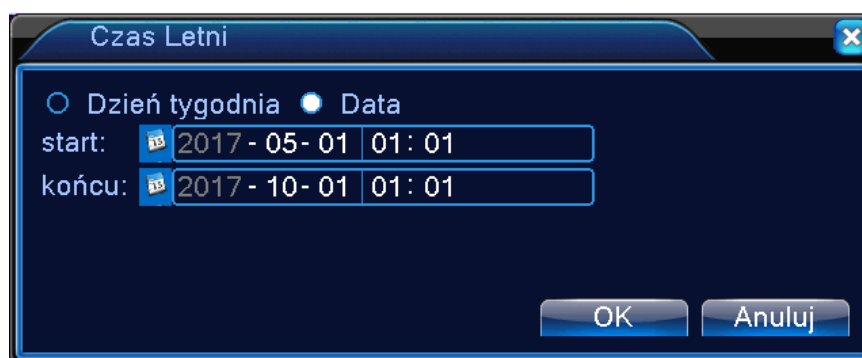 Czas Letni
Dzień tygodnia Data
start: 2017 - 05 - 01 01: 01
końcu: 2017 - 10 - 01 01: 01
OK Anuluj